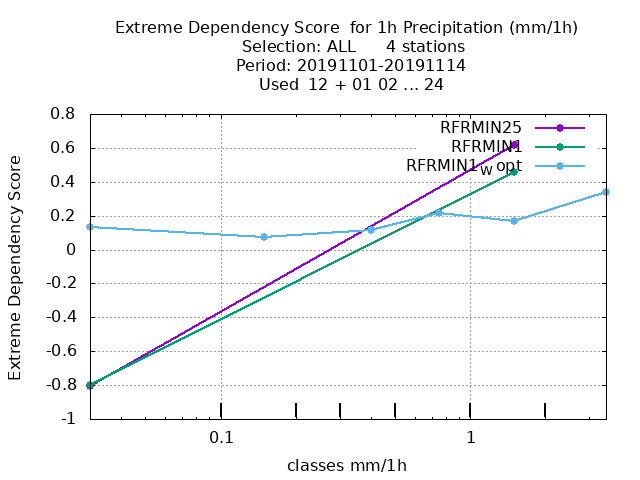 Extreme Dependency Score  for 1h Precipitation (mm/1h)
Selection: ALL      4 stations
Period: 20191101-20191114
Used  12 + 01 02 ... 24
RFRMIN25
RFRMIN1
RFRMIN1W opt
0.8
0.6
0.4
0.2
0
-0.2
-0.4
-0.6
-0.8
-1
Extreme Dependency Score
0.1
1
classes mm/1h